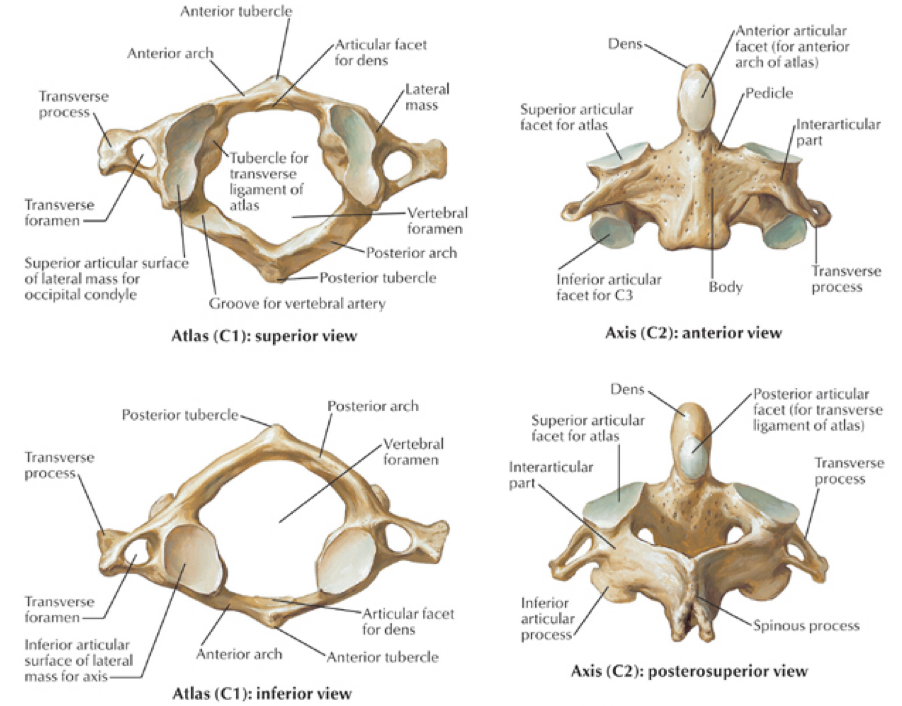 Anterior tubercle
Anterior arch
Articular facet
for dens
Transverse
process
Lateral
mass
Tubercle for
transverse
ligament of
atlas
Transverse
foramen
Vertebral
foramen
Superior articular surface
of lateral mass for
occipital condyle
Posterior arch
Posterior tubercle
Groove for vertebral artery
Atlas (C1): superior view
Dens
Anterior articular
facet (for anterior
arch of atlas)
Pedicle
Superior articular
facet for atlas
Interarticular
part
Inferior articular
facet for C3
Body
Transverse
process
Axis (C2): anterior view
Posterior tubercle
Posterior arch
Vertebral
foramen
Transverse
process
Transverse
foramen
Inferior articular
surface of lateral
mass for axis
Anterior arch
Articular facet
for dens
Anterior tubercle
Atlas (C1): inferior view
Dens
Posterior articular
facet (for transverse
ligament of atlas)
Superior articular
facet for atlas
Interarticular
part
Transverse
process
Inferior
articular
process
Spinous process
Axis (C2): posterosuperior view